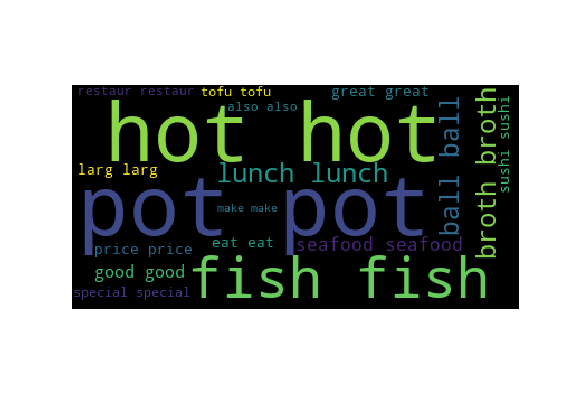 restaur restaur
tofu tofu
great great
also also
hot hot
ball ball
broth broth
sushi sushi
larg larg
lunch lunch
pot pot
make make
eat eat
seafood seafood
price price
good good
fish fish
special special